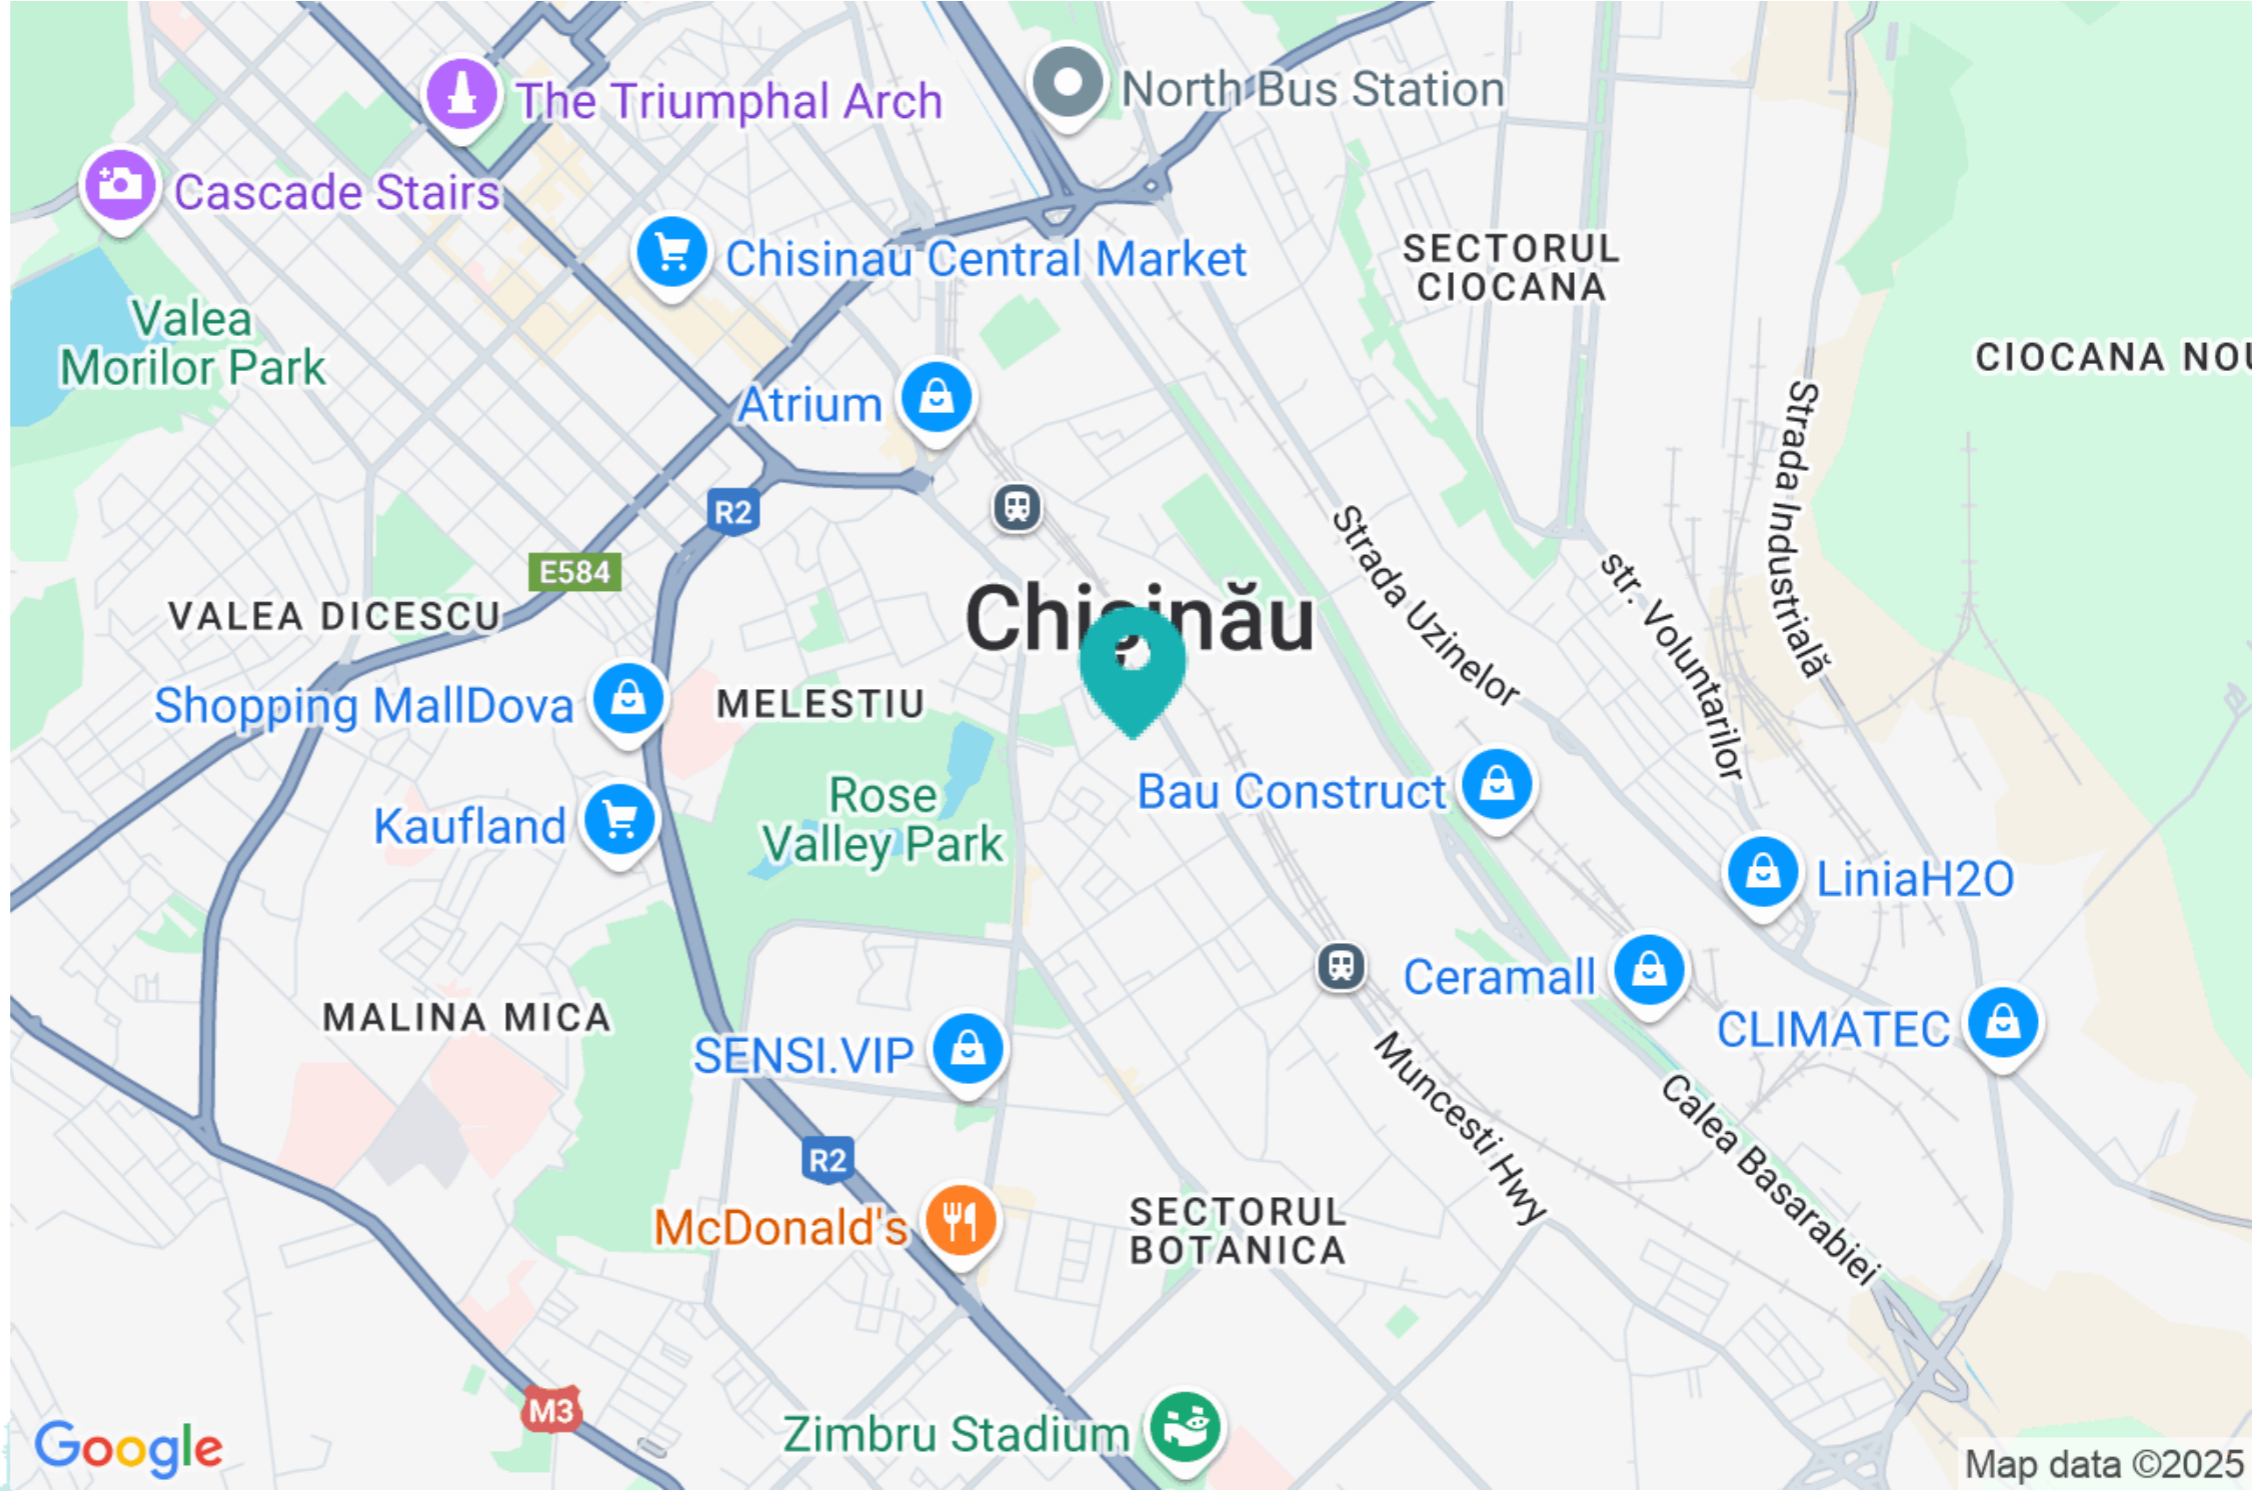 The Triumphal Arch
North Bus Station
Cascade Stairs
Chisinau Central Market
SECTORUL
CIOCANA
Valea
Morilor Park
CIOCANA NOU
Atrium
Strada Industrială
R2
Strada Uzinelor
E584
str. Voluntarilor
VALEA DICESCU
Chișinău
Shopping MallDova
MELESTIU
Rose
Valley Park
Bau Construct
Kaufland
LiniaH2O
Ceramall
MALINA MICA
CLIMATEC
SENSI.VIP
Muncesti Hwy
Calea Basarabiei
R2
McDonald's
SECTORUL
BOTANICA
M3
Zimbru Stadium
Google
Map data ©2025